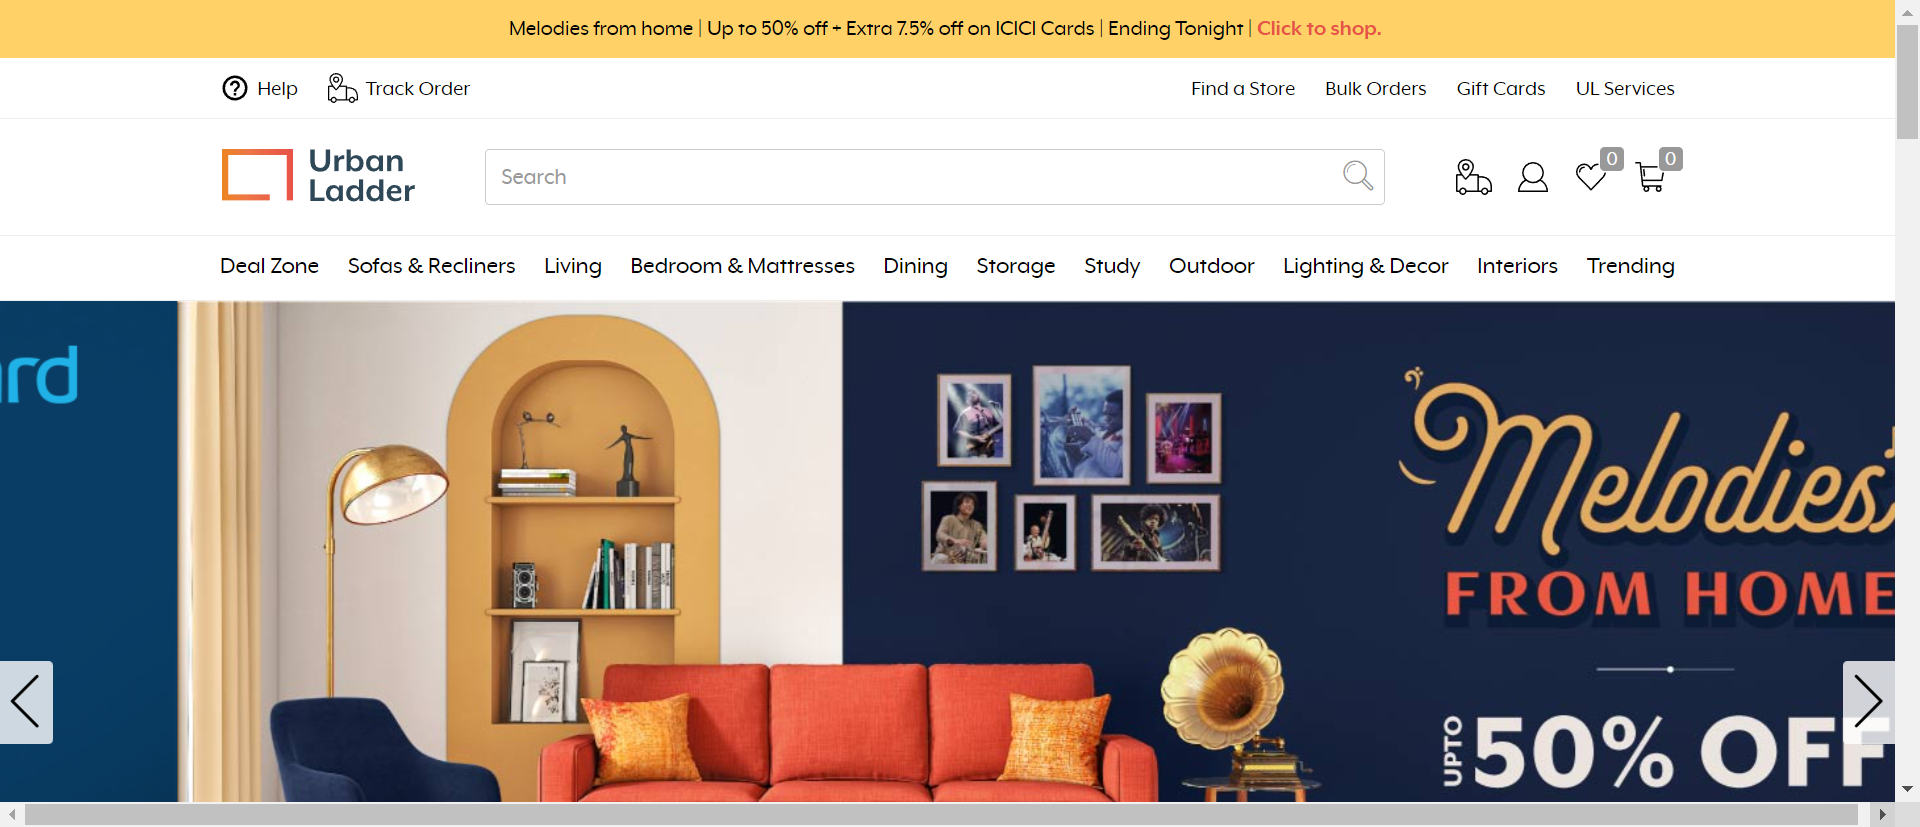 Melodies from home | Up to 50% off + Extra 7.5% off on ICICI Cards | Ending Tonight | Click to shop.
Help Track Order Find a Store Bulk Orders Gift Cards UL Services
Urban
Ladder
Search
0 0
Deal Zone Sofas & Recliners Living Bedroom & Mattresses Dining Storage Study Outdoor Lighting & Decor Interiors Trending
ard
Melodies
FROM HOME
UPTO 50% OFF